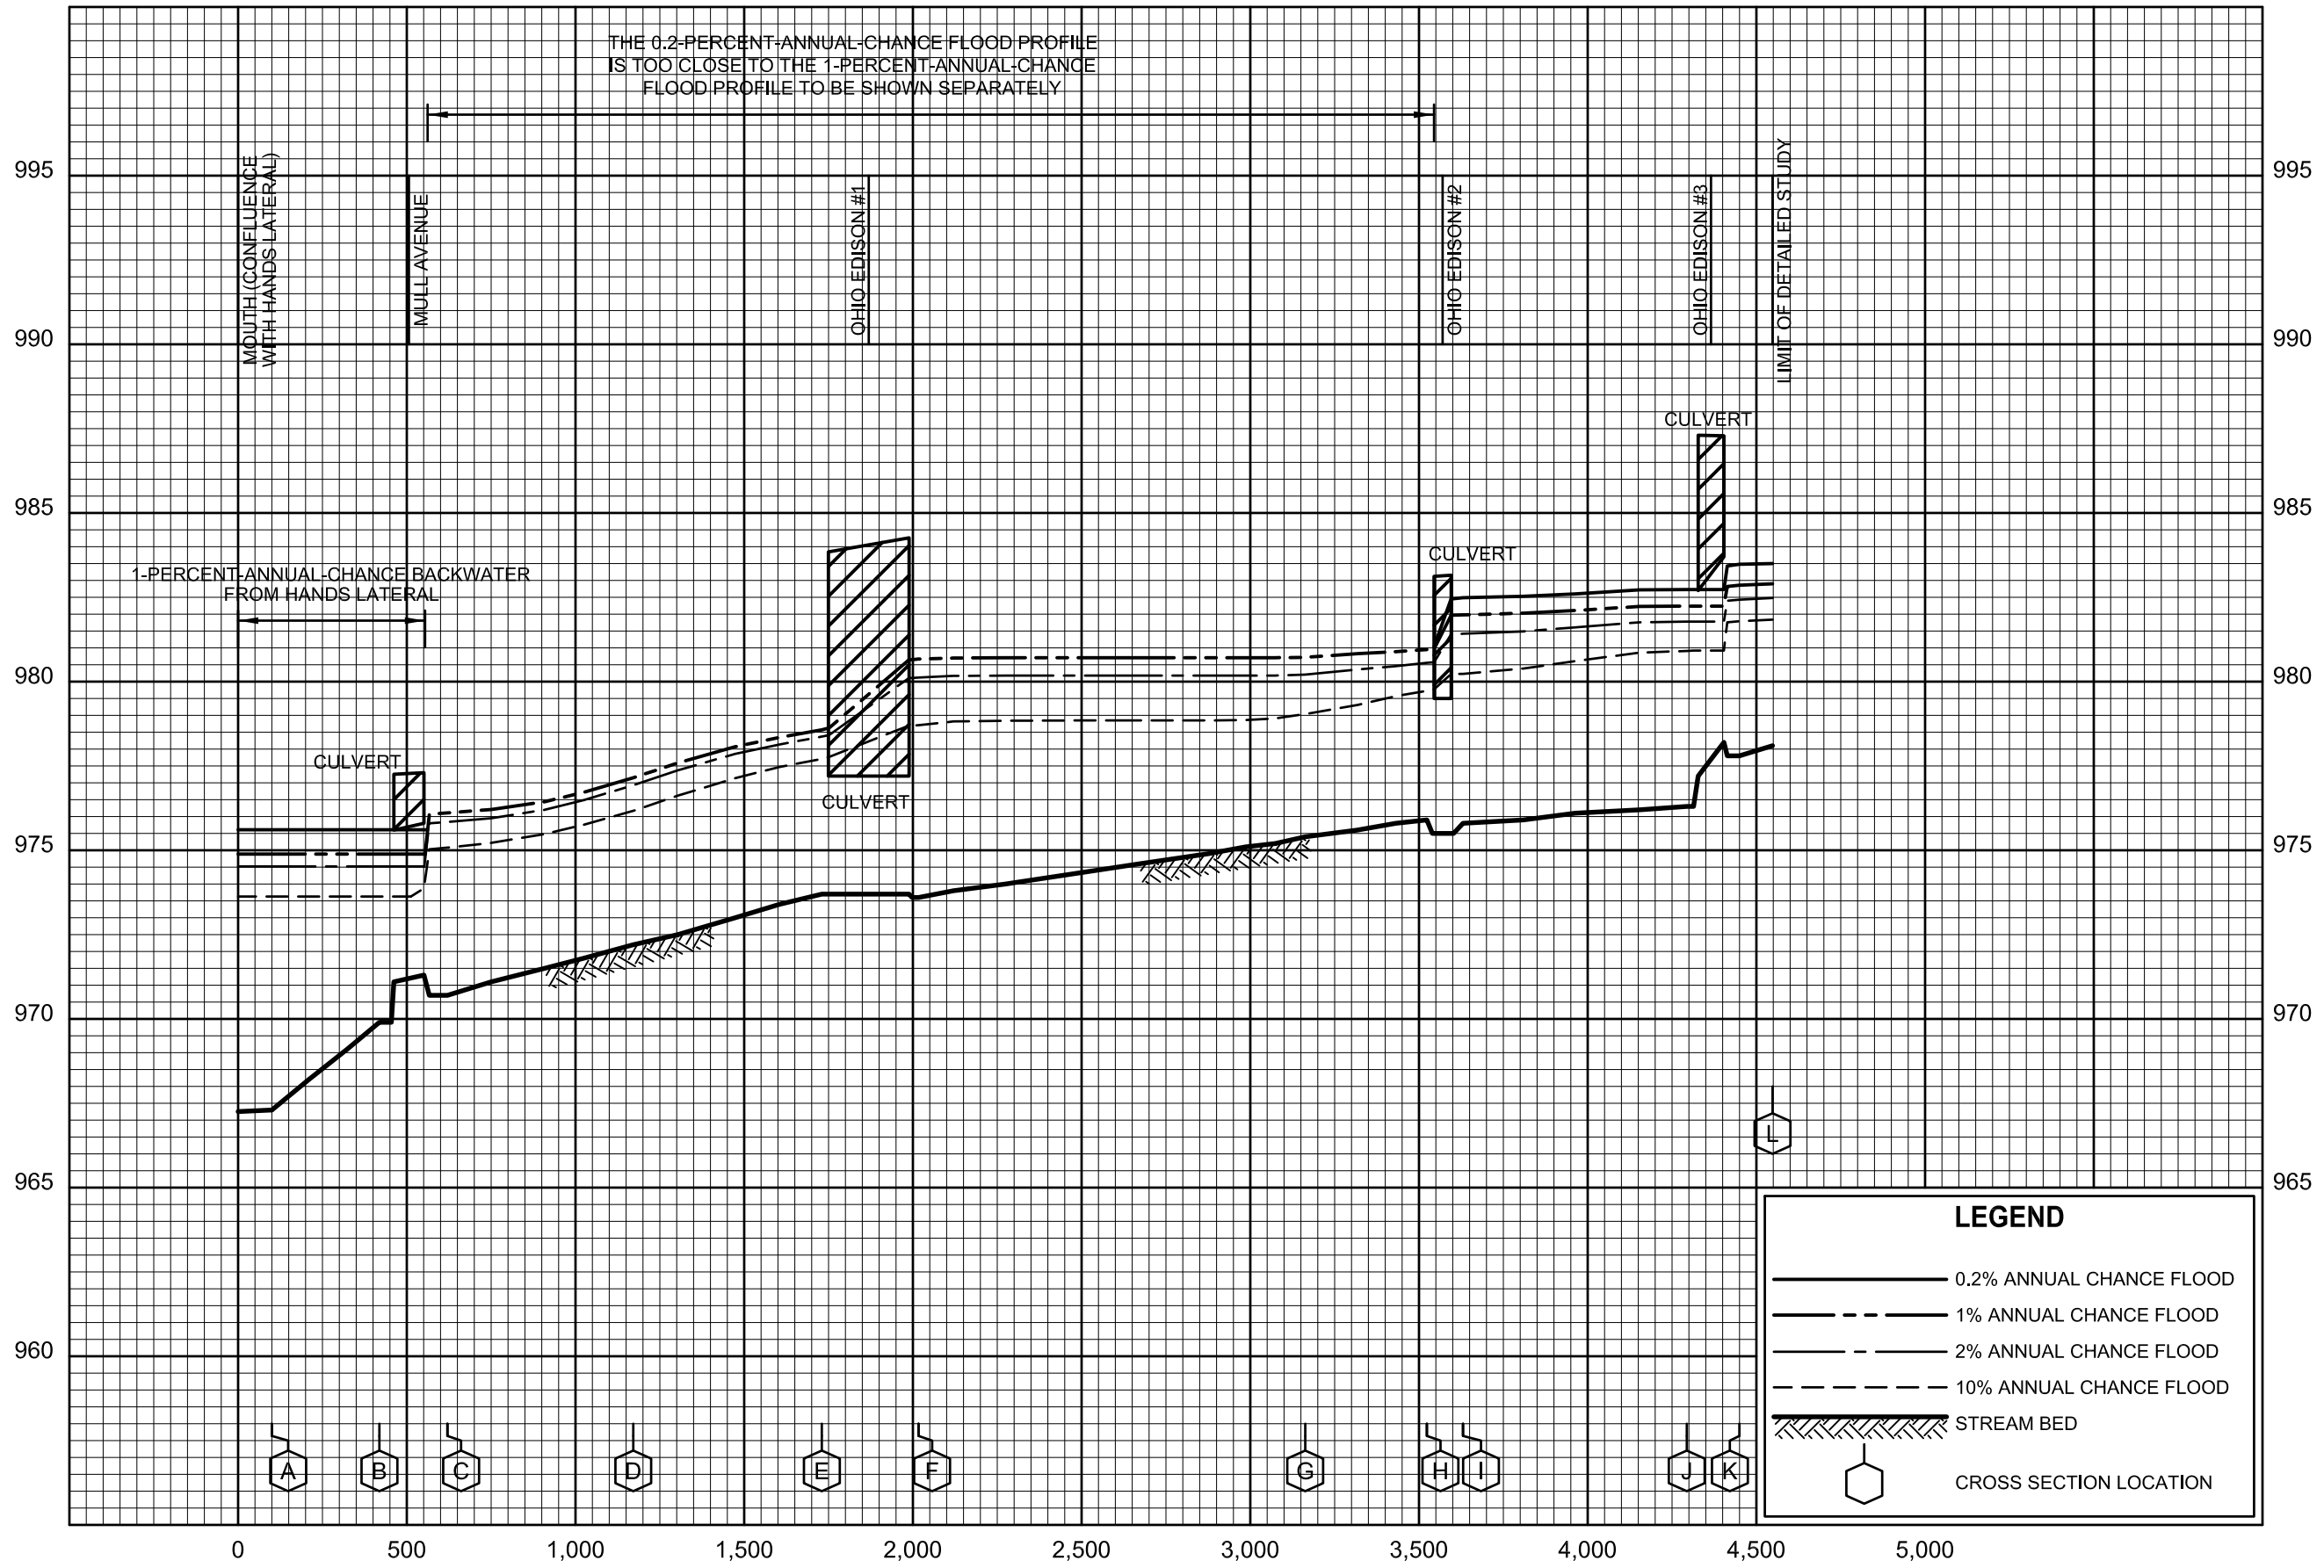 THE 0.2-PERCENT-ANNUAL-CHANCE FLOOD PROFILE
IS TOO CLOSE TO THE 1-PERCENT-ANNUAL-CHANCE
FLOOD PROFILE TO BE SHOWN SEPARATELY
MOUTH (CONFLUENCE
WITH HANDS LATERAL)
MULL AVENUE
OHIO EDISON #1
OHIO EDISON #2
OHIO EDISON #3
LIMIT OF DETAILED STUDY
995
995
990
990
CULVERT
985
985
CULVERT
1-PERCENT-ANNUAL-CHANCE BACKWATER
FROM HANDS LATERAL
980
980
CULVERT
CULVERT
975
975
970
970
L
965
965
960
LEGEND
0.2% ANNUAL CHANCE FLOOD
1% ANNUAL CHANCE FLOOD
2% ANNUAL CHANCE FLOOD
10% ANNUAL CHANCE FLOOD
STREAM BED
CROSS SECTION LOCATION
A
B
C
D
E
F
G
H
I
J
K
0
500
1,000
1,500
2,000
2,500
3,000
3,500
4,000
4,500
5,000